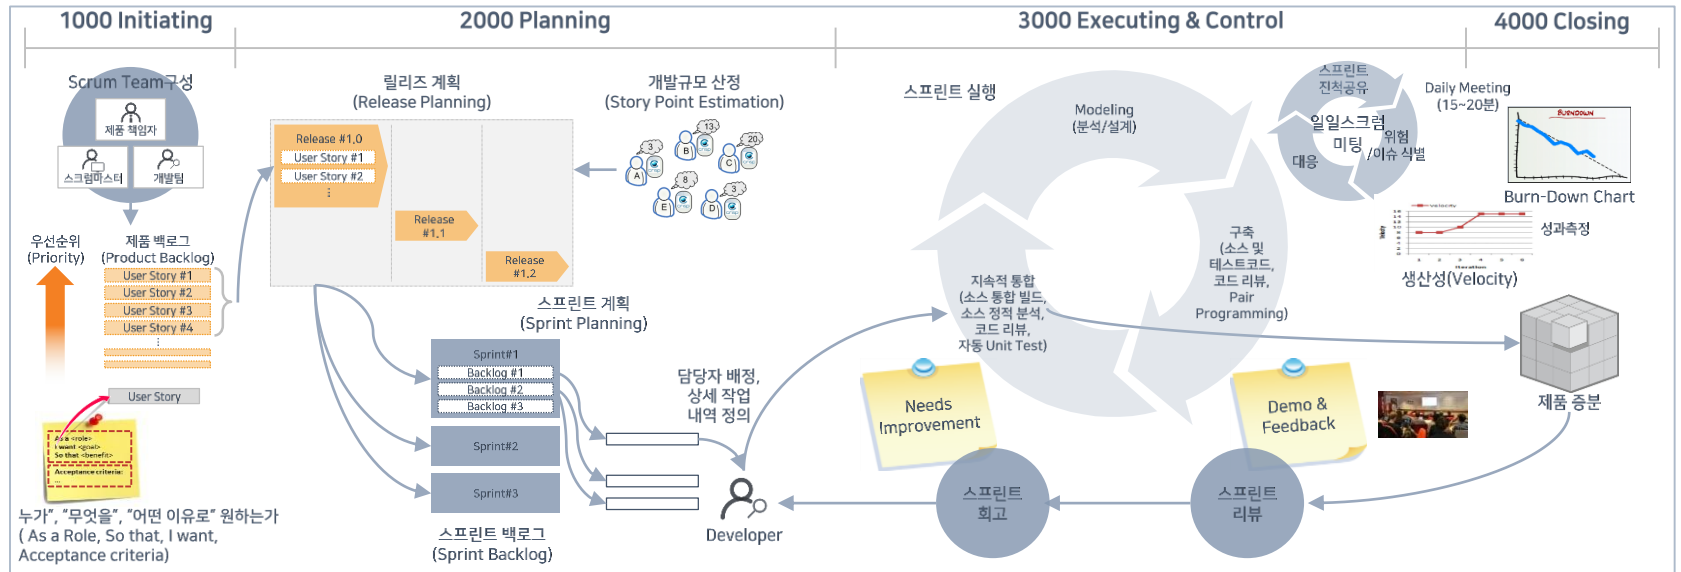 1000 Initiating
2000 Planning
3000 Executing & Control
4000 Closing
Scrum Team구성
제품 책임자
스크럼마스터
개발팀
우선순위
(Priority)
제품 백로그
(Product Backlog)
User Story #1
User Story #2
User Story #3
User Story #4
User Story
As a <role>
I want <goal>
So that <benefit>
Acceptance criteria:
...
누가", "무엇을", "어떤 이유로" 원하는가
( As a Role, So that, I want,
Acceptance criteria)
릴리즈 계획
(Release Planning)
Release #1.0
User Story #1
User Story #2
Release
#1.1
Release
#1.2
개발규모 산정
(Story Point Estimation)
3
A
13
B
20
C
8
E
3
D
스프린트 계획
(Sprint Planning)
Sprint#1
Backlog #1
Backlog #2
Backlog #3
Sprint#2
Sprint#3
스프린트 백로그
(Sprint Backlog)
담당자 배정,
상세 작업
내역 정의
Developer
스프린트 실행
Modeling
(분석/설계)
구축
(소스 및
테스트코드,
코드 리뷰,
Pair
Programming)
지속적 통합
(소스 통합 빌드,
소스 정적 분석,
코드 리뷰,
자동 Unit Test)
스프린트
진척공유
일일스크럼
미팅
위험
/이슈 식별
대응
Daily Meeting
(15~20분)
BURNDOWN
Burn-Down Chart
Velocity
성과측정
생산성(Velocity)
제품 증분
Needs
Improvement
Demo &
Feedback
스프린트
회고
스프린트
리뷰